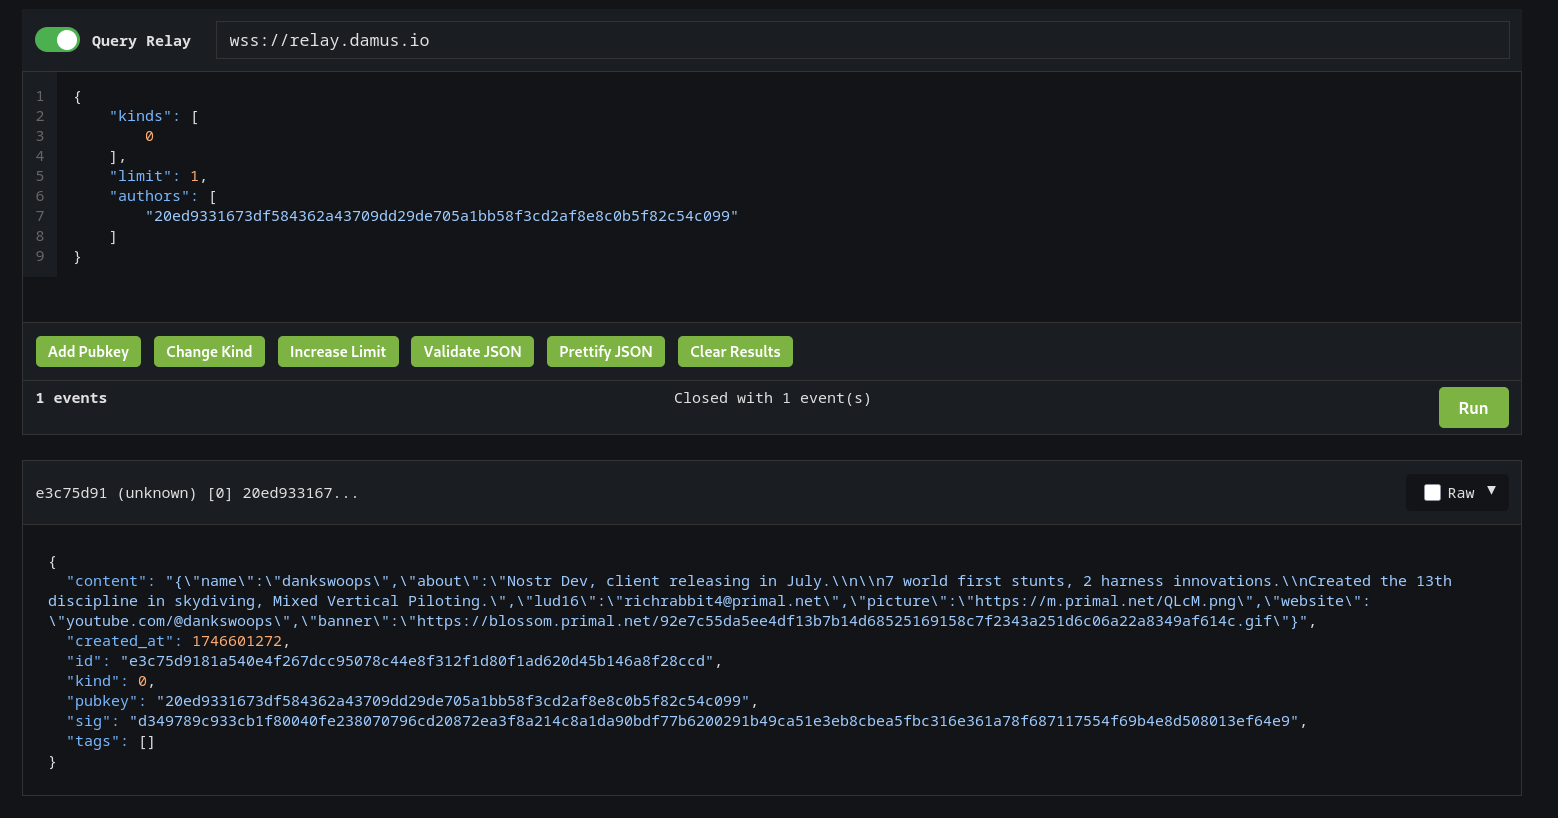 Query Relay wss://relay.damus.io
1 {
2 "kinds": [
3 0
4 ],
5 "limit": 1,
6 "authors": [
7 "20ed9331673df584362a43709dd29de705a1bb58f3cd2af8e8c0b5f82c54c099"
8 ]
9 }
Add Pubkey Change Kind Increase Limit Validate JSON Prettify JSON Clear Results
1 events Closed with 1 event(s) Run
e3c75d91 (unknown) [0] 20ed933167... Raw ▼
{
"content": "{\"name\":\"dankswoops\",\"about\":\"Nostr Dev, client releasing in July.\\n\\n7 world first stunts, 2 harness innovations.\\nCreated the 13th
discipline in skydiving, Mixed Vertical Piloting.\",\"lud16\":\"richrabbit4@primal.net\",\"picture\":\"https://m.primal.net/QLcM.png\",\"website\":
\"youtube.com/@dankswoops\",\"banner\":\"https://blossom.primal.net/92e7c55da5ee4df13b7b14d68525169158c7f2343a251d6c06a22a8349af614c.gif\"}",
"created_at": 1746601272,
"id": "e3c75d9181a540e4f267dcc95078c44e8f312f1d80f1ad620d45b146a8f28ccd",
"kind": 0,
"pubkey": "20ed9331673df584362a43709dd29de705a1bb58f3cd2af8e8c0b5f82c54c099",
"sig": "d349789c933cb1f80040fe238070796cd20872ea3f8a214c8a1da90bdf77b6200291b49ca51e3eb8cbea5fbc316e361a78f687117554f69b4e8d508013ef64e9",
"tags": []
}